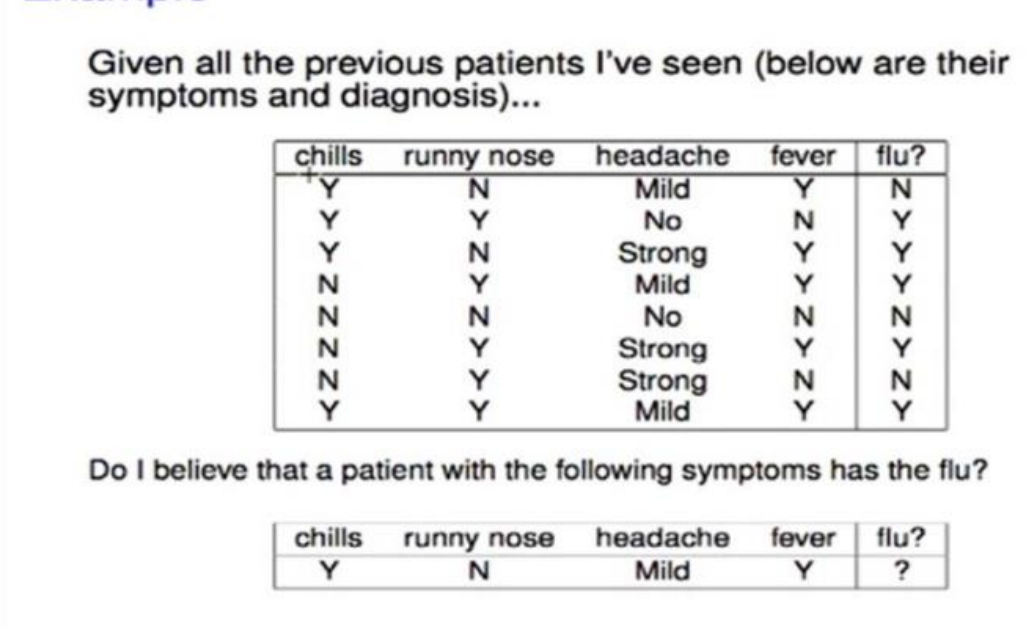 Given all the previous patients I've seen (below are their
symptoms and diagnosis)...
chills runny nose headache fever flu?
Y N Mild Y N
Y Y No N Y
Y N Strong Y Y
N Y Mild Y Y
N N No N N
N Y Strong Y Y
N Y Strong N N
Y Y Mild Y Y
Do I believe that a patient with the following symptoms has the flu?
chills runny nose headache fever flu?
Y N Mild Y ?